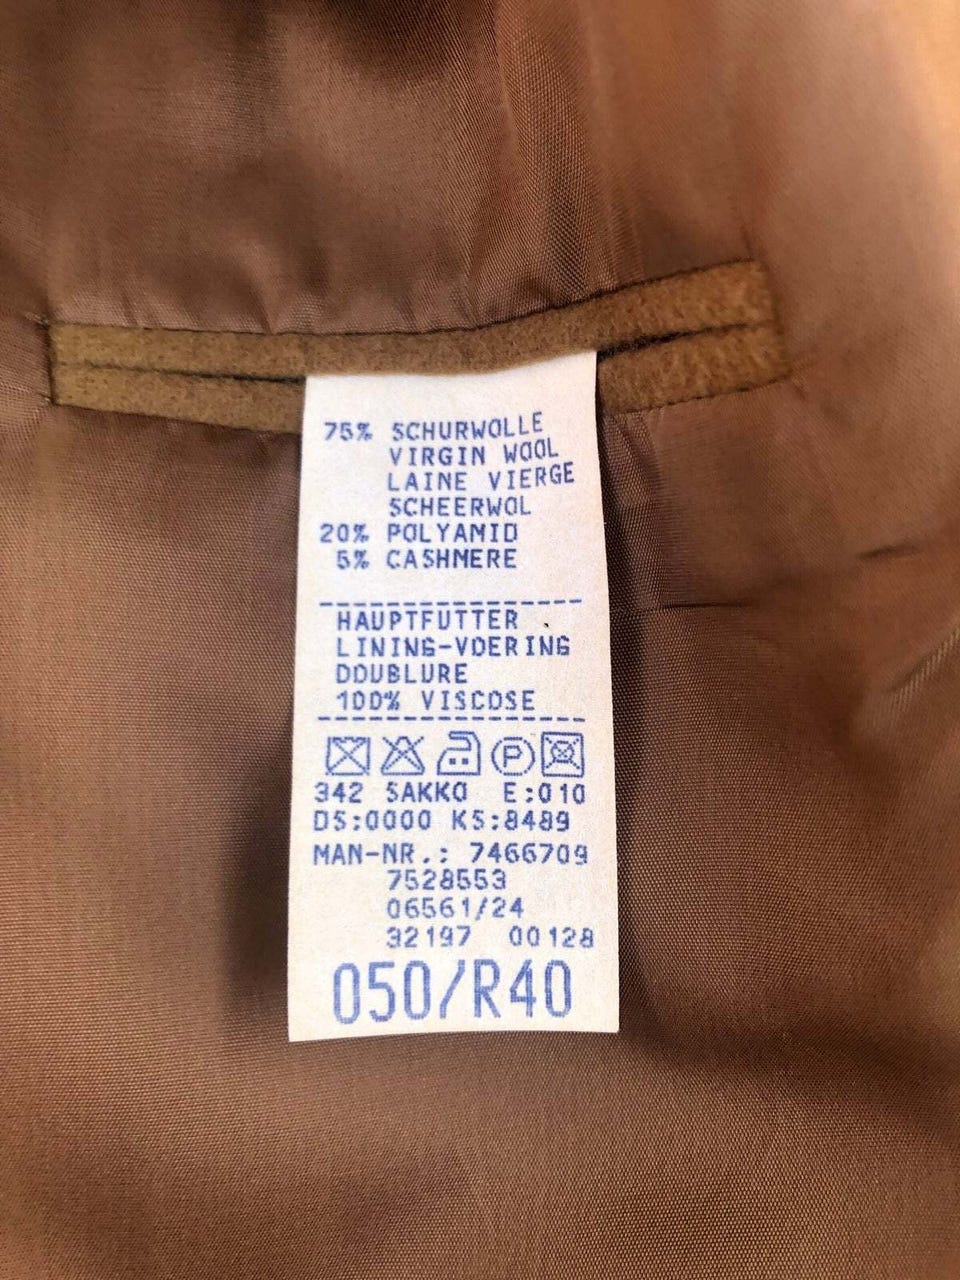 75% SCHURWOLLE
VIRGIN WOOL
LAINE VIERGE
SCHEERWOL
20% POLYAMID
5% CASHMERE
HAUPTFUTTER
LINING-VOERING
DOUBLURE
100% VISCOSE
P
342 SAKKO E:010
DS:0000 KS:8489
MAN-NR.: 7466709
7528553
06561/24
32197 00128
050/R40